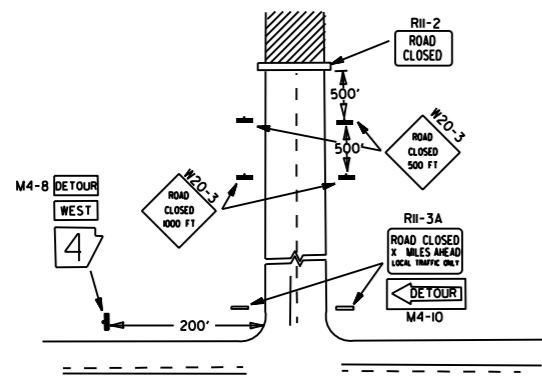 R11-2
ROAD
CLOSED
500'
W20-3
ROAD
CLOSED
500 FT
500'
M4-8
DETOUR
WEST
4
W20-3
ROAD
CLOSED
1000 FT
R11-3A
ROAD CLOSED
X MILES AHEAD
LOCAL TRAFFIC ONLY
DETOUR
M4-10
200'